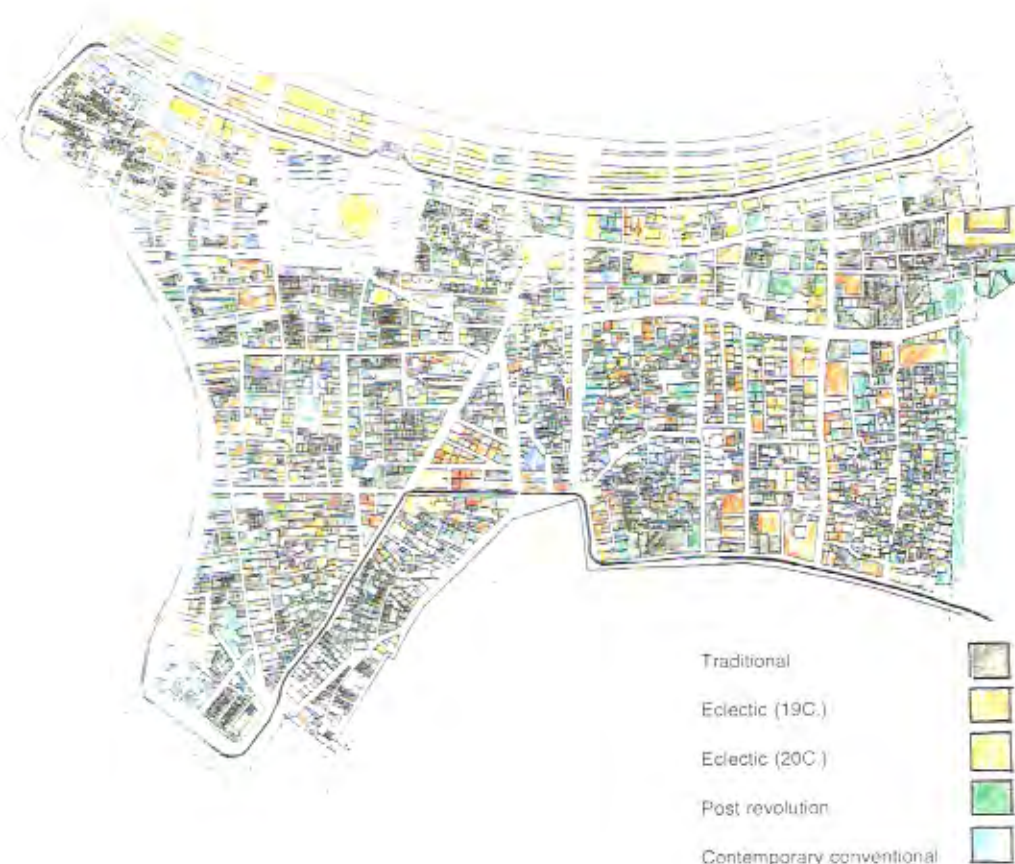 Traditional
Eclectic (19C.)
Eclectic (20C.)
Post revolution
Contemporary conventional